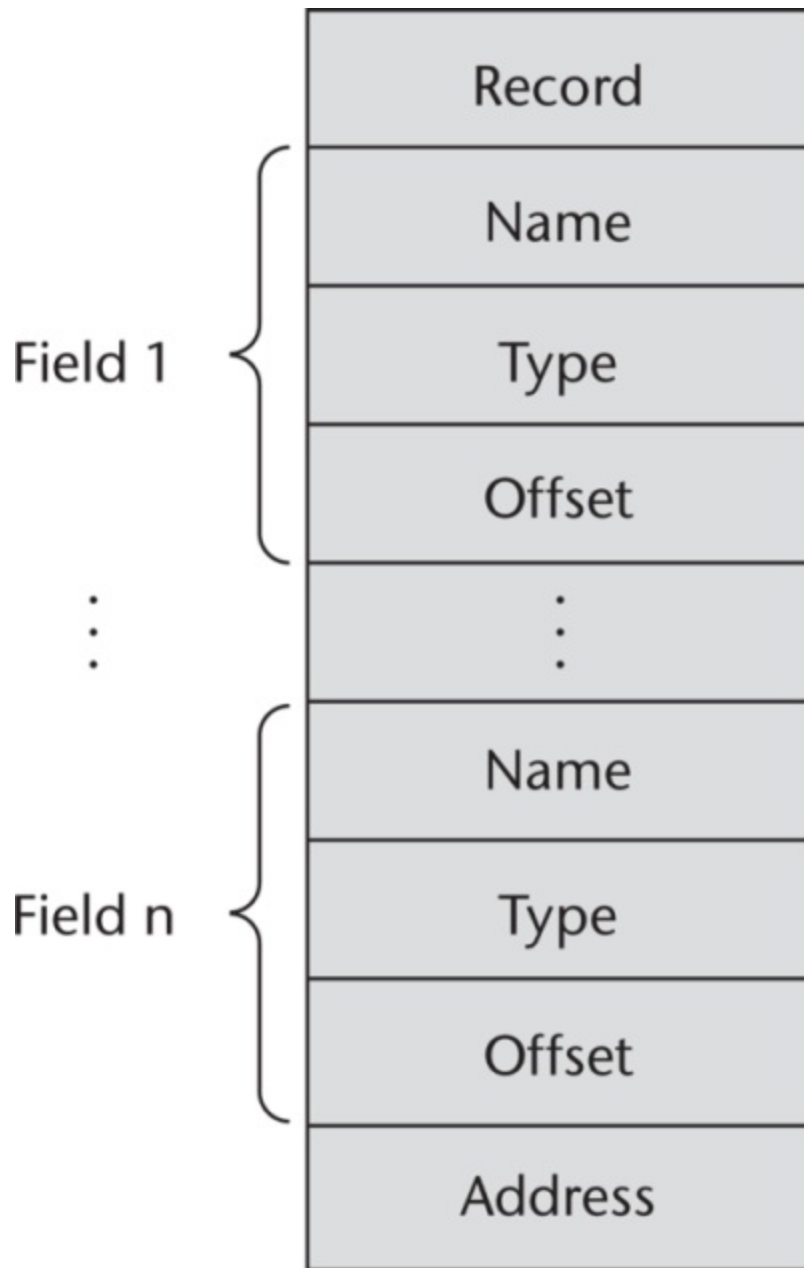 Record
Name
Field 1
Type
Offset
⋮ ⋮
Name
Field n
Type
Offset
Address